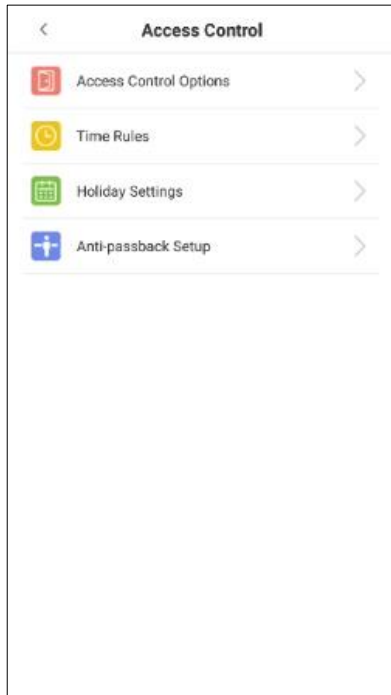 Access Control
Access Control Options
Time Rules
Holiday Settings
Anti-passback Setup